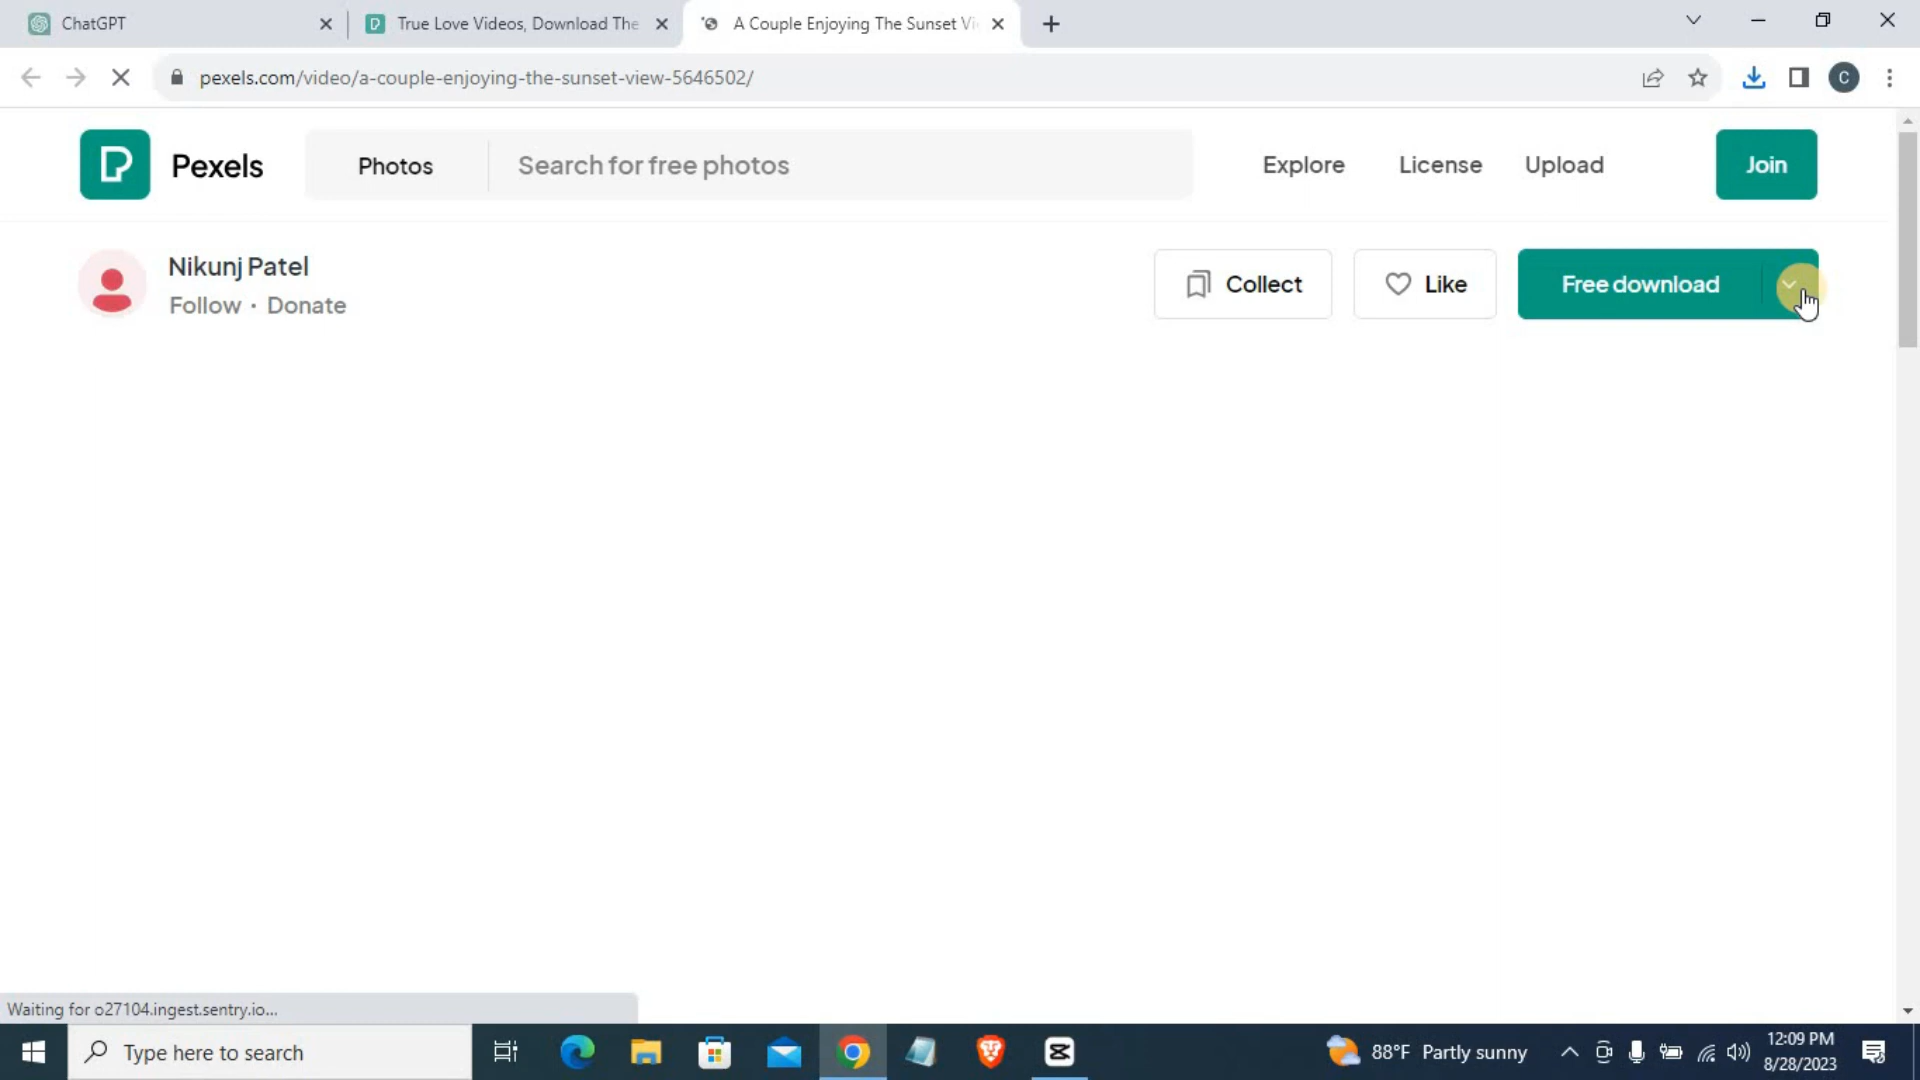 ChatGPT
True Love Videos, Download The
A Couple Enjoying The Sunset Vi
pexels.com/video/a-couple-enjoying-the-sunset-view-5646502/
C
Pexels
Photos
Search for free photos
Explore
License
Upload
Join
Nikunj Patel
Follow • Donate
Collect
Like
Free download
Waiting for o27104.ingest.sentry.io...
Type here to search
88°F Partly sunny
12:09 PM
8/28/2023